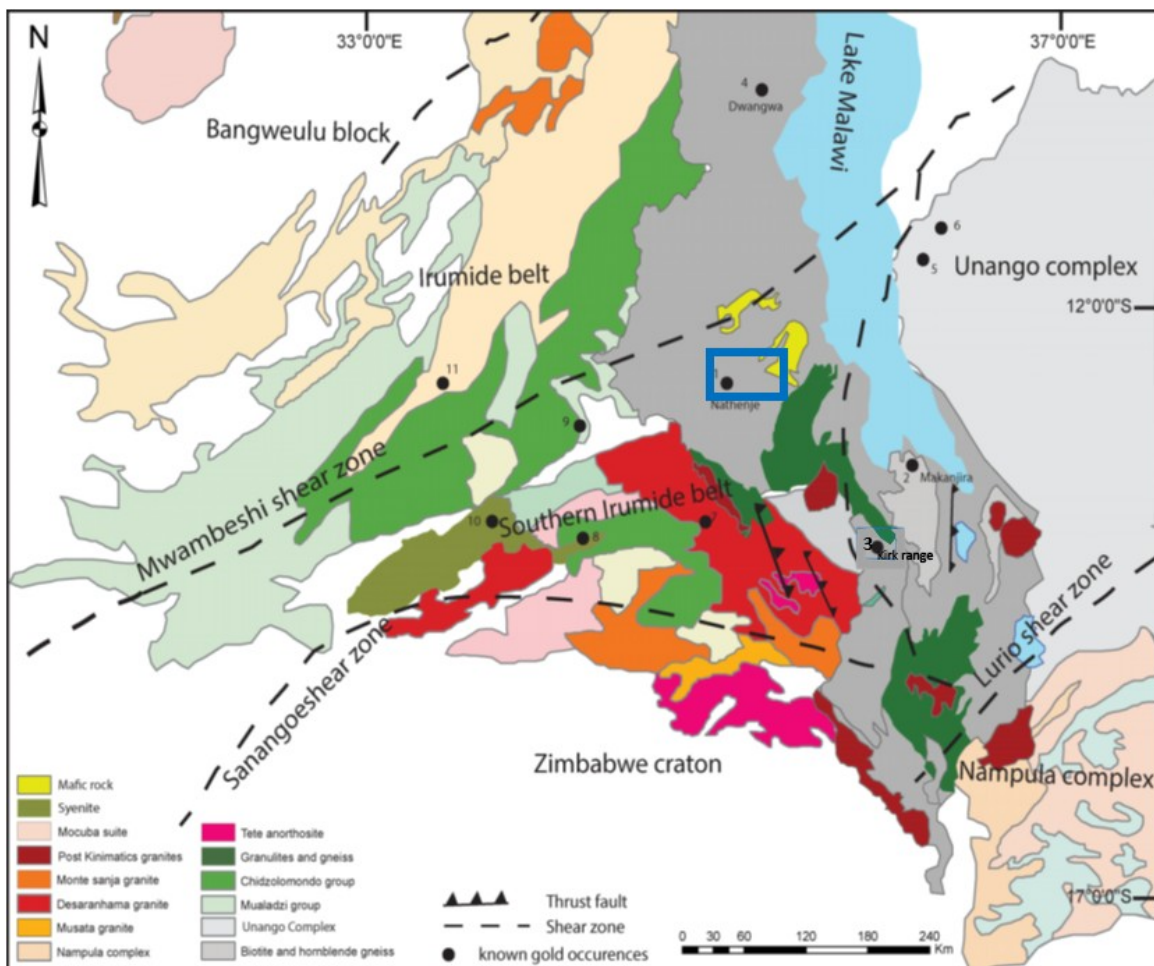 33°0'0"E
37°0'0"E
N
4
Dwangwa
Lake Malawi
Bangweulu block
6
5
Unango complex
Irumide belt
12°0'0"S
11
1
Nathenje
9
2
Makanjira
Mwambeshi shear zone
10
Southern Irumide belt
7
8
3
Kirk range
Sanangoeshear zone
Lurio shear zone
Zimbabwe craton
Nampula complex
Mafic rock
Syenite
Mocuba suite
Post Kinimatics granites
Monte sanja granite
Desaranhama granite
Musata granite
Nampula complex
Tete anorthosite
Granulites and gneiss
Chidzolomondo group
Mualadzi group
Unango Complex
Biotite and hornblende gneiss
Thrust fault
Shear zone
known gold occurences
17°0'0"S
0 30 60 120 180 240
Km